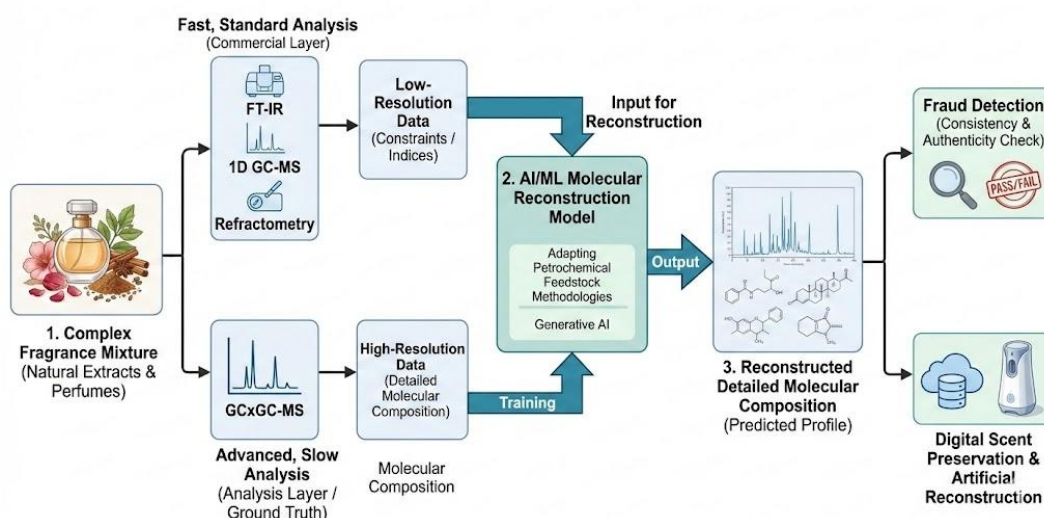 Fast, Standard Analysis
(Commercial Layer)
FT-IR
1D GC-MS
Refractometry
Low-
Resolution
Data
(Constraints /
Indices)
Input for
Reconstruction
1. Complex
Fragrance Mixture
(Natural Extracts &
Perfumes)
GCxGC-MS
Advanced, Slow
Analysis
(Analysis Layer /
Ground Truth)
High-Resolution
Data
(Detailed
Molecular
Composition)
Molecular
Composition
Training
2. AI/ML Molecular
Reconstruction
Model
Adapting
Petrochemical
Feedstock
Methodologies
Generative AI
Output
3. Reconstructed
Detailed Molecular
Composition
(Predicted Profile)
Fraud Detection
(Consistency &
Authenticity Check)
PASS/FAIL
Digital Scent
Preservation &
Artificial
Reconstruction